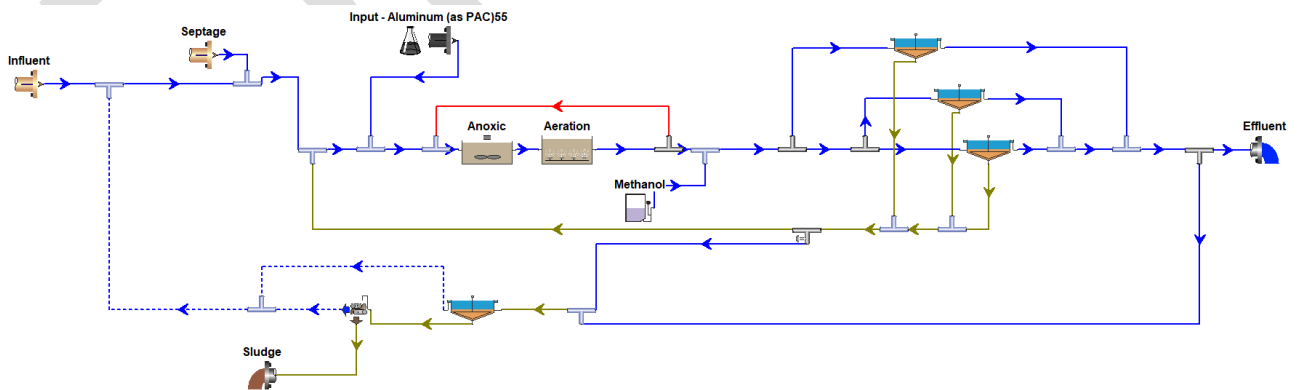 Input - Aluminum (as PAC)55
Septage
Influent
Anoxic
Aeration
Effluent
Methanol
Sludge